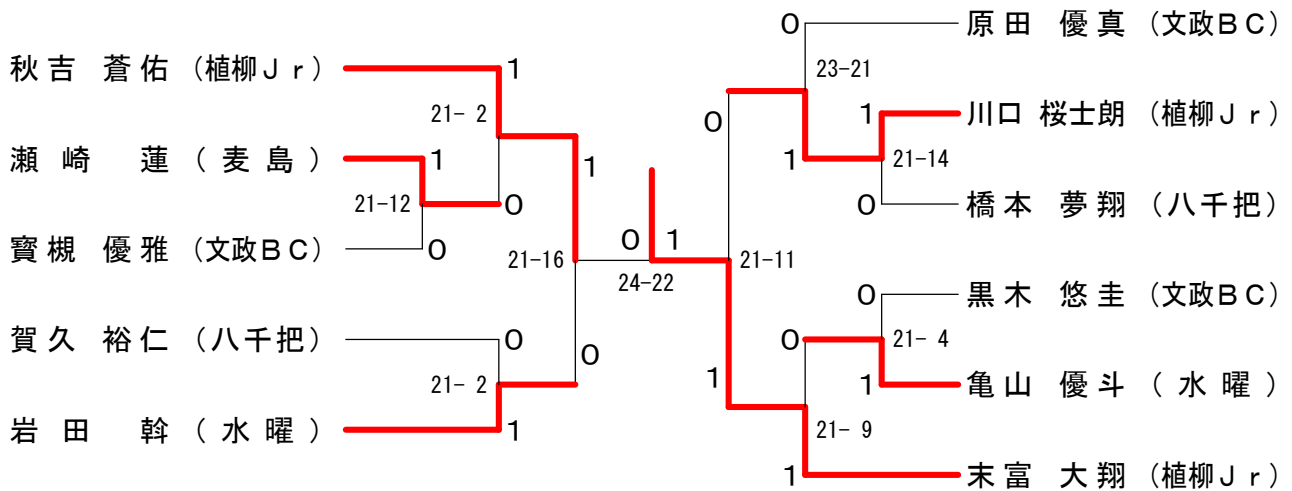 0 原田 優真 (文政BC)
秋吉 蒼佑 (植柳Jr) 1
23-21
21- 2
0
1 川口 桜士朗 (植柳Jr)
瀬崎 蓮 (麦島) 1
1
1
21-14
21-12
0
0 橋本 夢翔 (八千把)
寳槻 優雅 (文政BC) 0
0 1
21-16
21-11
24-22
0 黒木 悠圭 (文政BC)
賀久 裕仁 (八千把) 0
0
0
21- 4
21- 2
1
1 亀山 優斗 (水曜)
岩田 幹 (水曜) 1
21- 9
1 末富 大翔 (植柳Jr)